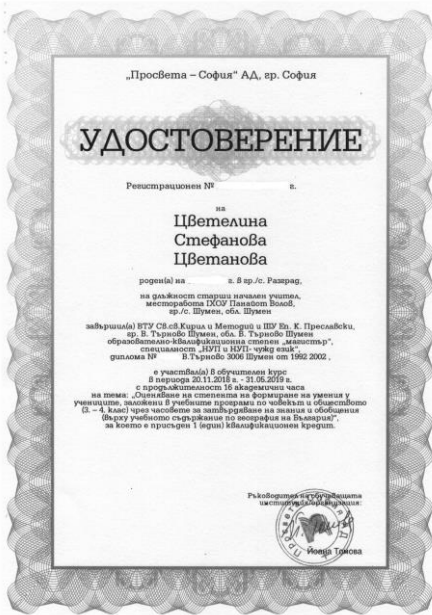 „Просвета – София“ АД, гр. София
УДОСТОВЕРЕНИЕ
Регистрационен № г.
на
Цветелина
Стефанова
Цветанова
роден(а) на г. в гр./с. Разград,
на длъжност старши начален учител,
месторабота IXОУ Панайот Волов,
гр./с. Шумен, обл. Шумен
завършил(а) ВТУ Св.св.Кирил и Методий и ШУ Еп. К. Преславски,
гр. В. Търново Шумен, обл. В. Търново Шумен
образователно-квалификационна степен „магистър“,
специалност „НУП и НУП- чужд език“,
диплома № В.Търново 3006 Шумен от 1992 2002 ,
е участвал(а) в обучителен курс
в периода 20.11.2018 г. - 31.05.2019 г.
с продължителност 16 академични часа
на тема: „Оценяване на степента на формиране на умения у
учениците, заложени в учебните програми по човекът и обществото
(3. – 4. клас) чрез часовете за затвърдяване на знания и обобщения
(върху учебното съдържание по география на България)“,
за което е присъден 1 (един) квалификационен кредит.
Ръководител на обучаващата
институция/организация:
Йовка Томова